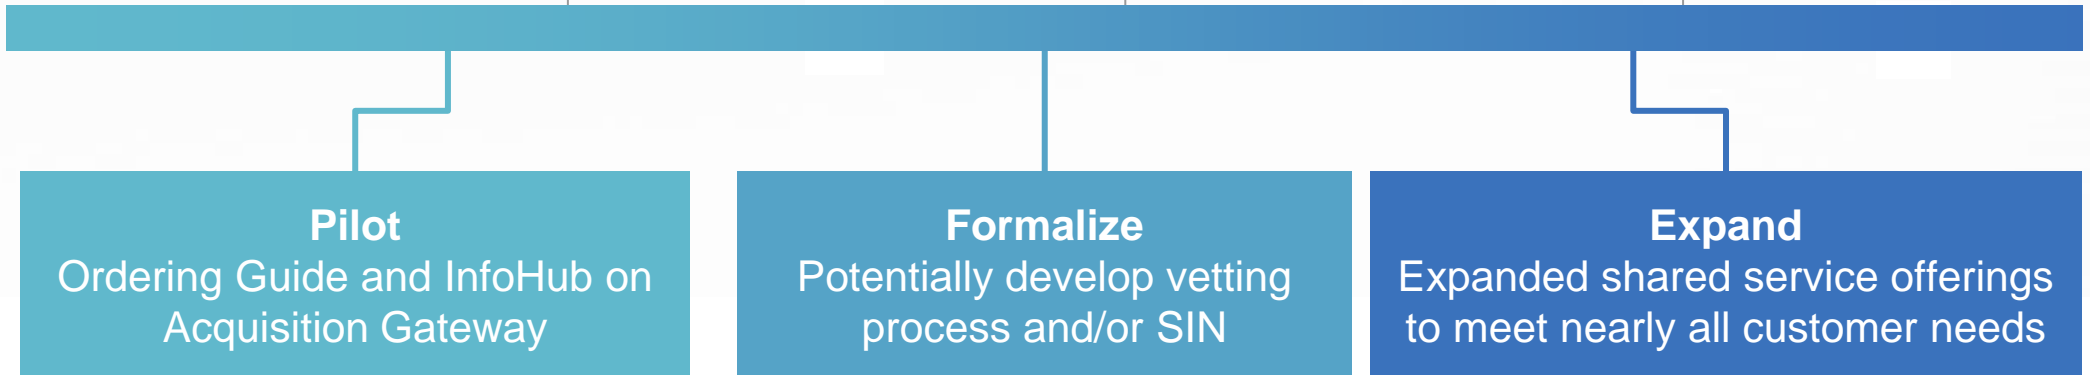 Pilot
Ordering Guide and InfoHub on
Acquisition Gateway
Formalize
Potentially develop vetting
process and/or SIN
Expand
Expanded shared service offerings
to meet nearly all customer needs